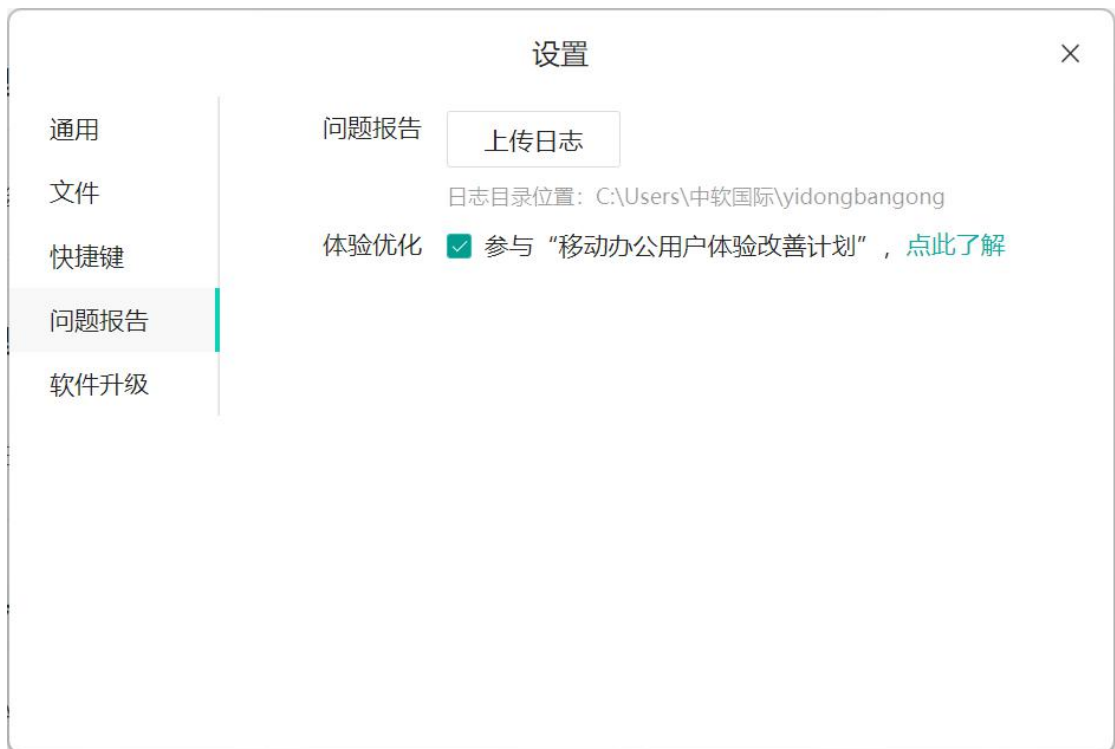 设置
通用
文件
快捷键
问题报告
软件升级
问题报告 上传日志
日志目录位置：C:\Users\中软国际\yidongbangong
体验优化 参与“移动办公用户体验改善计划”，点此了解